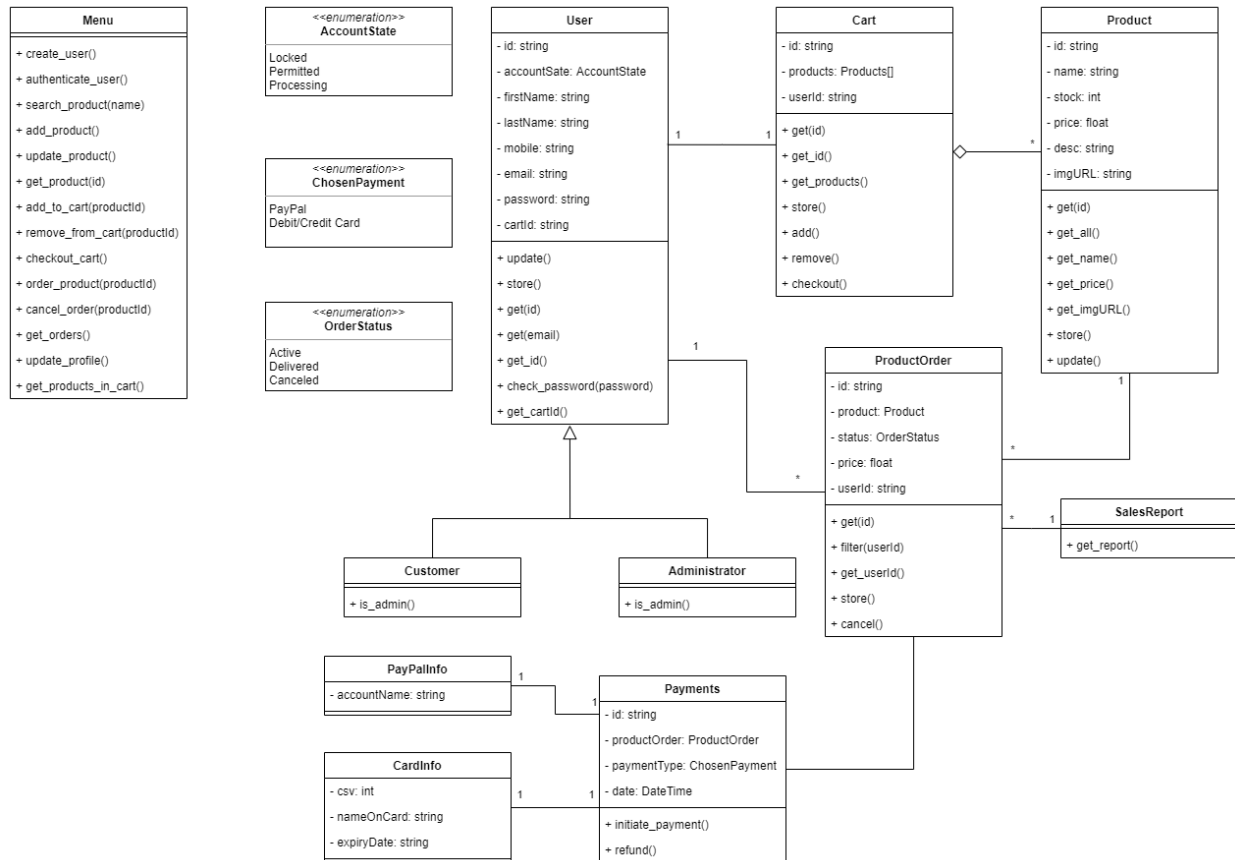 Menu
+ create_user()
+ authenticate_user()
+ search_product(name)
+ add_product()
+ update_product()
+ get_product(id)
+ add_to_cart(productId)
+ remove_from_cart(productId)
+ checkout_cart()
+ order_product(productId)
+ cancel_order(productId)
+ get_orders()
+ update_profile()
+ get_products_in_cart()
<<enumeration>>
AccountState
Locked
Permitted
Processing
<<enumeration>>
ChosenPayment
PayPal
Debit/Credit Card
<<enumeration>>
OrderStatus
Active
Delivered
Canceled
User
- id: string
- accountSate: AccountState
- firstName: string
- lastName: string
- mobile: string
- email: string
- password: string
- cartId: string
+ update()
+ store()
+ get(id)
+ get(email)
+ get_id()
+ check_password(password)
+ get_cartId()
1
1
Cart
- id: string
- products: Products[]
- userId: string
+ get(id)
+ get_id()
+ get_products()
+ store()
+ add()
+ remove()
+ checkout()
*
Product
- id: string
- name: string
- stock: int
- price: float
- desc: string
- imgURL: string
+ get(id)
+ get_all()
+ get_name()
+ get_price()
+ get_imgURL()
+ store()
+ update()
1
*
1
*
ProductOrder
- id: string
- product: Product
- status: OrderStatus
- price: float
- userId: string
+ get(id)
+ filter(userId)
+ get_userId()
+ store()
+ cancel()
*
1
SalesReport
+ get_report()
Customer
+ is_admin()
Administrator
+ is_admin()
PayPalInfo
- accountName: string
1
1
Payments
- id: string
- productOrder: ProductOrder
- paymentType: ChosenPayment
- date: DateTime
+ initiate_payment()
+ refund()
CardInfo
- csv: int
- nameOnCard: string
- expiryDate: string
1
1